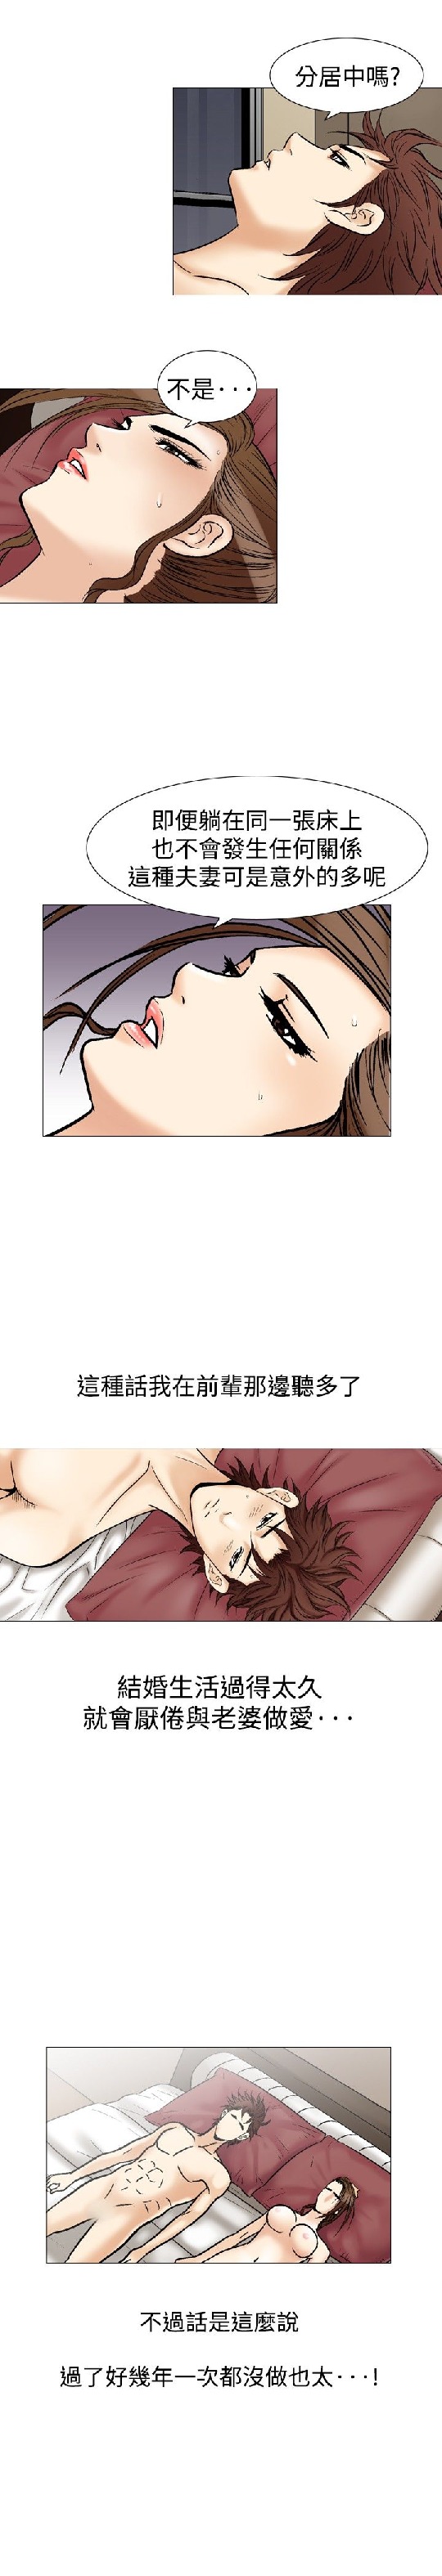 分居中嗎?
不是···
即便躺在同一張床上
也不會發生任何關係
這種夫妻可是意外的多呢
這種話我在前輩那邊聽多了
結婚生活過得太久
就會厭倦與老婆做愛···
不過話是這麼說
過了好幾年一次都沒做也太···!